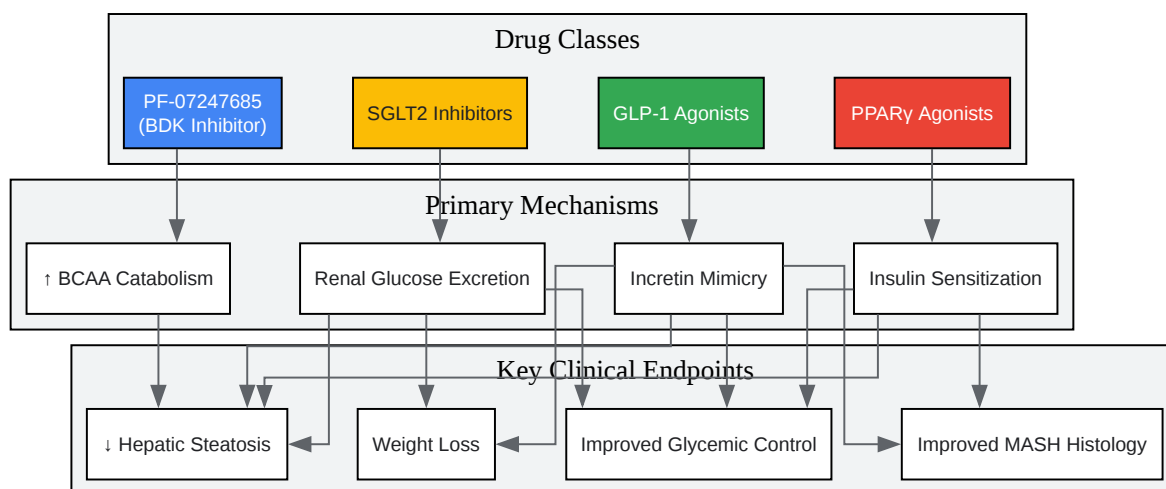 Drug Classes
PF-07247685
(BDK Inhibitor)
SGLT2 Inhibitors
GLP-1 Agonists
PPARγ Agonists
Primary Mechanisms
↑ BCAA Catabolism
Renal Glucose Excretion
Incretin Mimicry
Insulin Sensitization
Key Clinical Endpoints
↓ Hepatic Steatosis
Weight Loss
Improved Glycemic Control
Improved MASH Histology